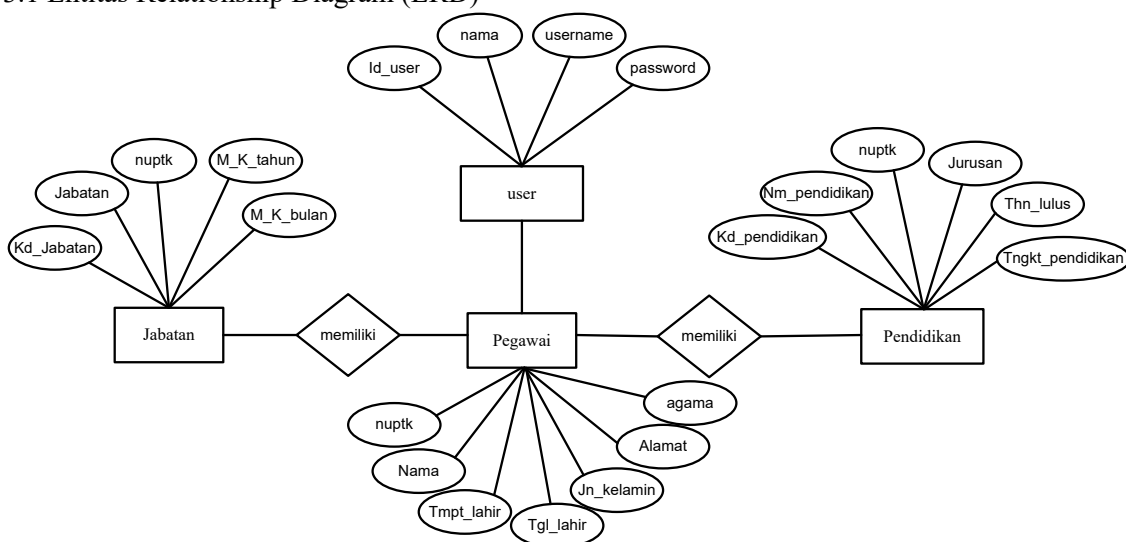 3.1 Entitas Relationship Diagram (ERD)
nama
username
Id_user
password
user
nuptk
M_K_tahun
Jabatan
M_K_bulan
Kd_Jabatan
nuptk
Jurusan
Nm_pendidikan
Thn_lulus
Kd_pendidikan
Tngkt_pendidikan
Jabatan
memiliki
Pegawai
memiliki
Pendidikan
agama
nuptk
Alamat
Nama
Jn_kelamin
Tmpt_lahir
Tgl_lahir